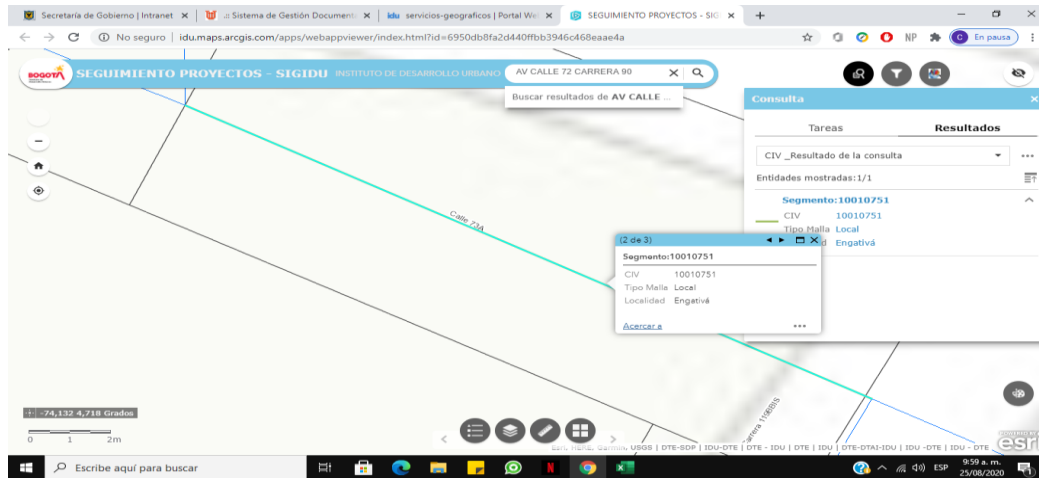 Secretaría de Gobierno | Intranet
.:: Sistema de Gestión Documenta
idu servicios-geograficos | Portal We
SEGUIMIENTO PROYECTOS - SIG
No seguro | idu.maps.arcgis.com/apps/webappviewer/index.html?id=6950db8fa2d440ffbb3946c468eaae4a
NP
C En pausa
BOGOTÁ
SEGUIMIENTO PROYECTOS - SIGIDU INSTITUTO DE DESARROLLO URBANO
AV CALLE 72 CARRERA 90
Buscar resultados de AV CALLE ...
Consulta
Tareas Resultados
CIV _Resultado de la consulta
Entidades mostradas:1/1
Segmento:10010751
CIV 10010751
Tipo Malla Local
d Engativá
Calle 73A
(2 de 3)
Segmento:10010751
CIV 10010751
Tipo Malla Local
Localidad Engativá
Acercar a
arrera 119BBIS
-74,132 4,718 Grados
0 1 2m
USGS | DTE-SDP | IDU-DTE | DTE - IDU | DTE | IDU | DTE-DTAI-IDU | IDU -DTE | IDU - DTE
esri
Escribe aquí para buscar
ESP
9:59 a. m.
25/08/2020